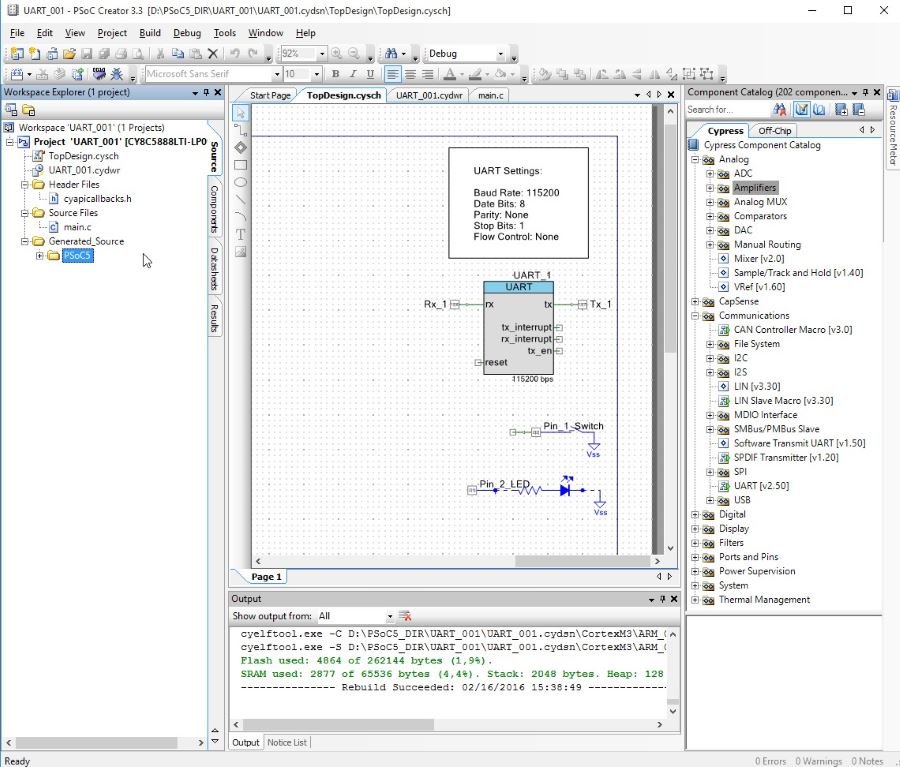 UART_001 - PSoC Creator 3.3 [D:\PSoC5_DIR\UART_001\UART_001.cydsn\TopDesign\TopDesign.cysch]
File Edit View Project Build Debug Tools Window Help
92% Debug
Microsoft Sans Serif 10 B I U
Workspace Explorer (1 project)
Workspace 'UART_001' (1 Projects)
Project 'UART_001' [CY8C5888LTI-LP0
TopDesign.cysch
UART_001.cydwr
Header Files
cyapicallbacks.h
Source Files
main.c
Generated_Source
PSoC5
Source
Components
Datasheets
Results
Start Page TopDesign.cysch UART_001.cydwr main.c
UART Settings:
Baud Rate: 115200
Date Bits: 8
Parity: None
Stop Bits: 1
Flow Control: None
UART_1
UART
Rx_1 rx tx Tx_1
tx_interrupt
rx_interrupt
tx_en
reset
115200 bps
Pin_1_Switch
Vss
Pin_2_LED
Vss
Page 1
Output
Show output from: All
cyelftool.exe -C D:\PSoC5_DIR\UART_001\UART_001.cydsn\CortexM3\ARM_
cyelftool.exe -S D:\PSoC5_DIR\UART_001\UART_001.cydsn\CortexM3\ARM_
Flash used: 4864 of 262144 bytes (1,9%).
SRAM used: 2877 of 65536 bytes (4,4%). Stack: 2048 bytes. Heap: 128
--------------- Rebuild Succeeded: 02/16/2016 15:38:49 ------------
Output Notice List
Component Catalog (202 componen...
Search for...
Cypress Off-Chip
Cypress Component Catalog
Analog
ADC
Amplifiers
Analog MUX
Comparators
DAC
Manual Routing
Mixer [v2.0]
Sample/Track and Hold [v1.40]
VRef [v1.60]
CapSense
Communications
CAN Controller Macro [v3.0]
File System
I2C
I2S
LIN [v3.30]
LIN Slave Macro [v3.30]
MDIO Interface
SMBus/PMBus Slave
Software Transmit UART [v1.50]
SPDIF Transmitter [v1.20]
SPI
UART [v2.50]
USB
Digital
Display
Filters
Ports and Pins
Power Supervision
System
Thermal Management
Resource Meter
Ready 0 Errors 0 Warnings 0 Notes